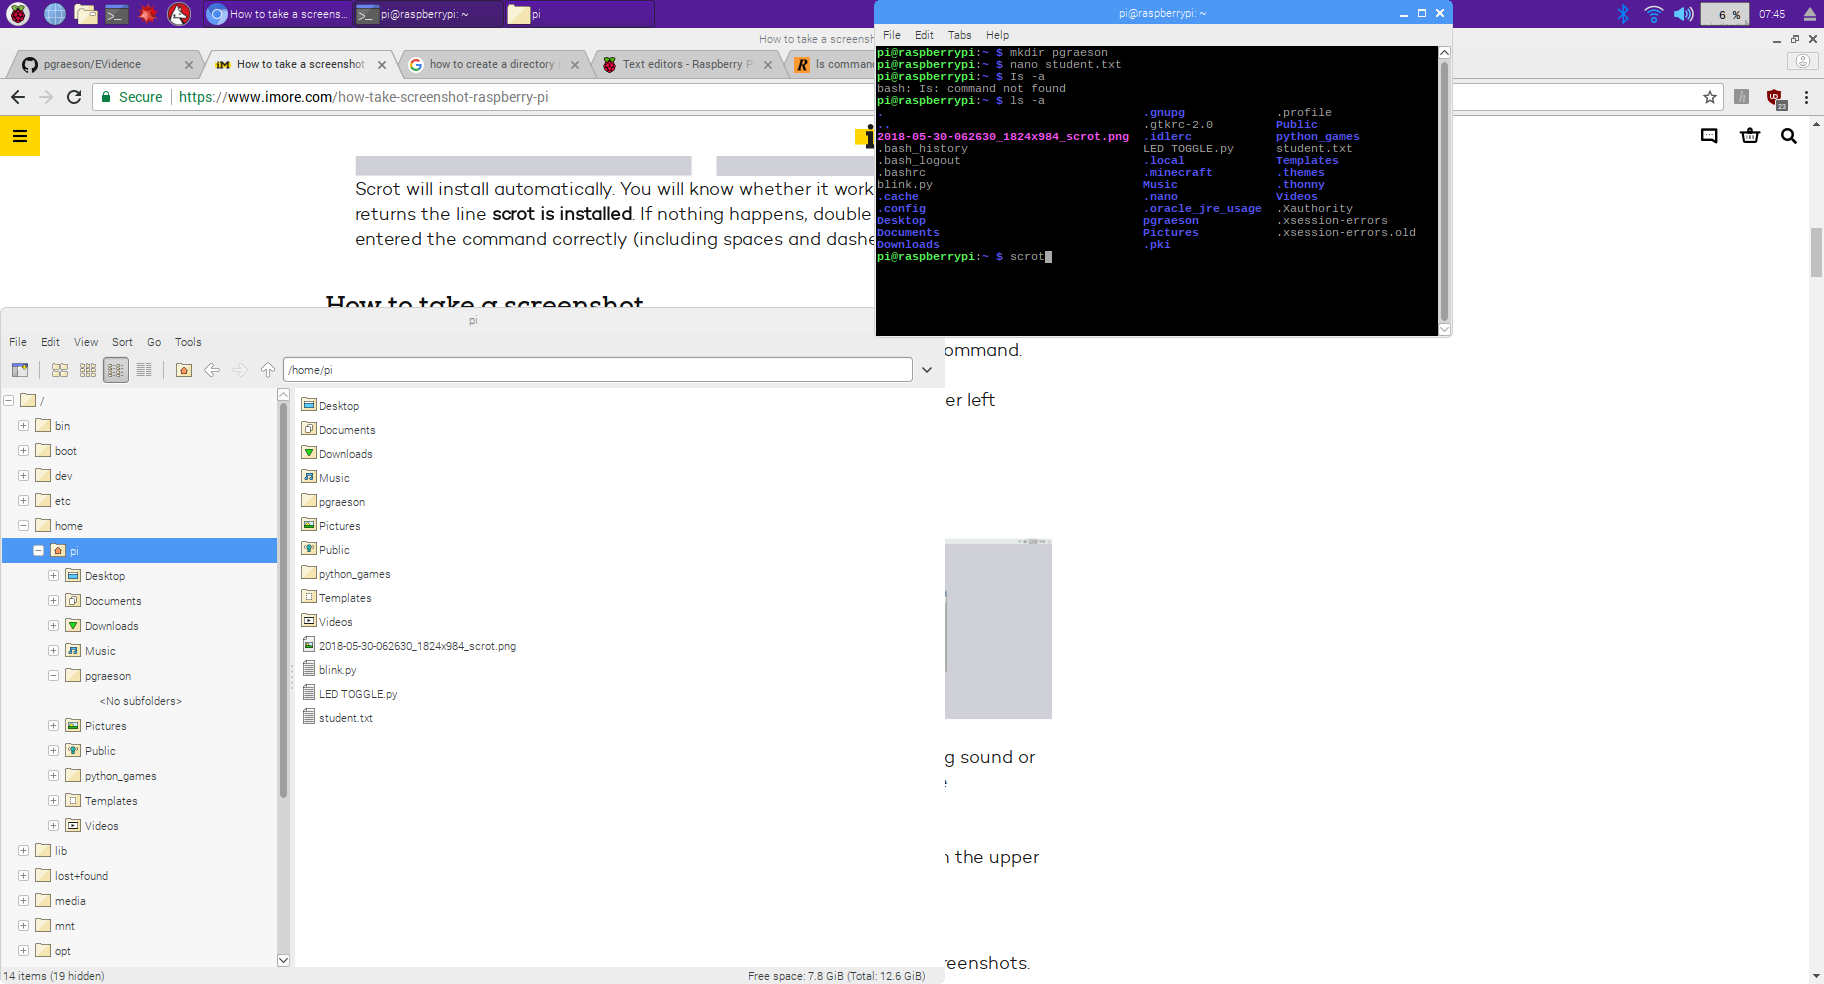 How to take a screens...
pi@raspberrypi: ~
pi
6 %
07:45
How to take a screensh
pgraeson/EVidence
How to take a screenshot
how to create a directory
Text editors - Raspberry P
ls comman
Secure
https://www.imore.com/how-take-screenshot-raspberry-pi
23
Scrot will install automatically. You will know whether it work
returns the line scrot is installed. If nothing happens, double
entered the command correctly (including spaces and dashe
How to take a screenshot
ommand.
er left
g sound or
n the upper
eenshots.
pi@raspberrypi: ~
File Edit Tabs Help
pi@raspberrypi:~ $ mkdir pgraeson
pi@raspberrypi:~ $ nano student.txt
pi@raspberrypi:~ $ Is -a
bash: Is: command not found
pi@raspberrypi:~ $ ls -a
. .gnupg .profile
.. .gtkrc-2.0 Public
2018-05-30-062630_1824x984_scrot.png .idlerc python_games
.bash_history LED TOGGLE.py student.txt
.bash_logout .local Templates
.bashrc .minecraft .themes
blink.py Music .thonny
.cache .nano Videos
.config .oracle_jre_usage .Xauthority
Desktop pgraeson .xsession-errors
Documents Pictures .xsession-errors.old
Downloads .pki
pi@raspberrypi:~ $ scrot
pi
File Edit View Sort Go Tools
/home/pi
/
bin
boot
dev
etc
home
pi
Desktop
Documents
Downloads
Music
pgraeson
<No subfolders>
Pictures
Public
python_games
Templates
Videos
lib
lost+found
media
mnt
opt
Desktop
Documents
Downloads
Music
pgraeson
Pictures
Public
python_games
Templates
Videos
2018-05-30-062630_1824x984_scrot.png
blink.py
LED TOGGLE.py
student.txt
14 items (19 hidden)
Free space: 7.8 GiB (Total: 12.6 GiB)